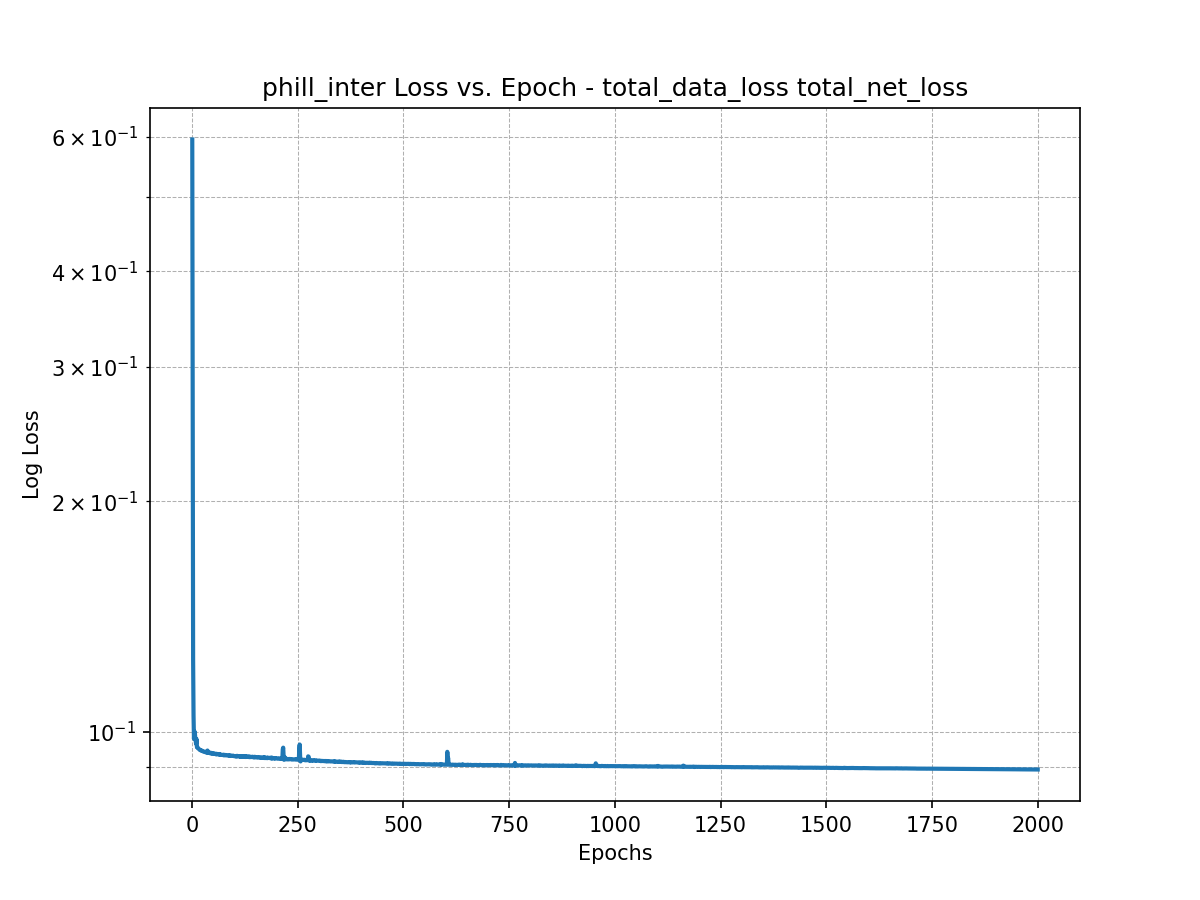 phill_inter Loss vs. Epoch - total_data_loss total_net_loss
6 × 10⁻¹
4 × 10⁻¹
3 × 10⁻¹
2 × 10⁻¹
10⁻¹
Log Loss
0 250 500 750 1000 1250 1500 1750 2000
Epochs